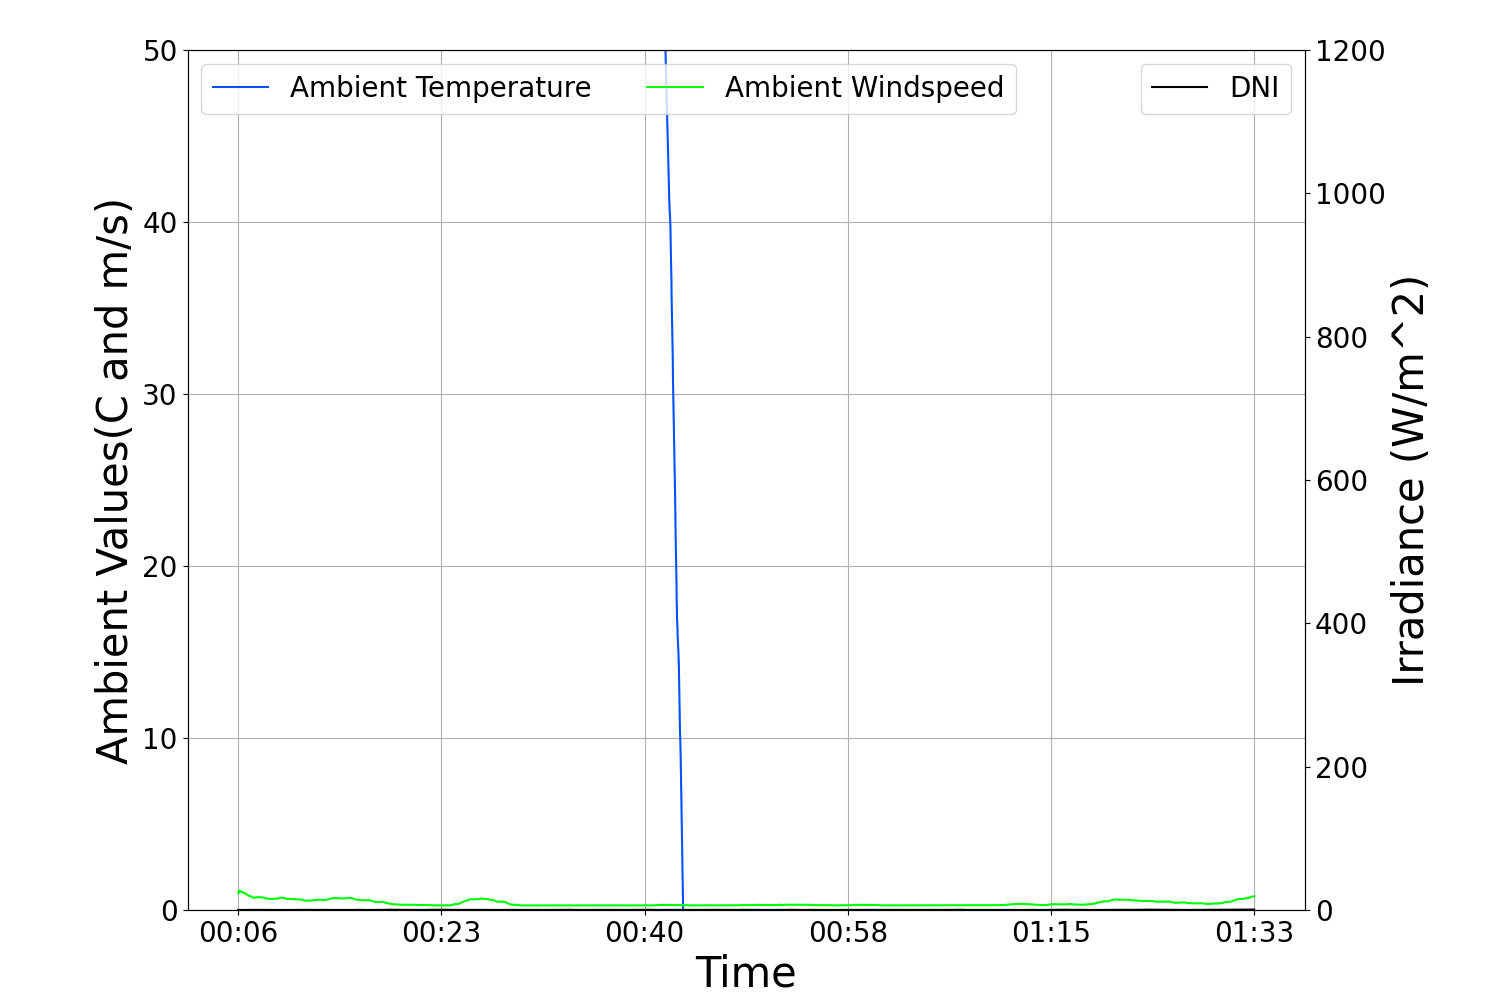 Ambient Temperature Ambient Windspeed DNI
50
40
30
20
10
0
Ambient Values(C and m/s)
1200
1000
800
600
400
200
0
Irradiance (W/m^2)
00:06 00:23 00:40 00:58 01:15 01:33
Time